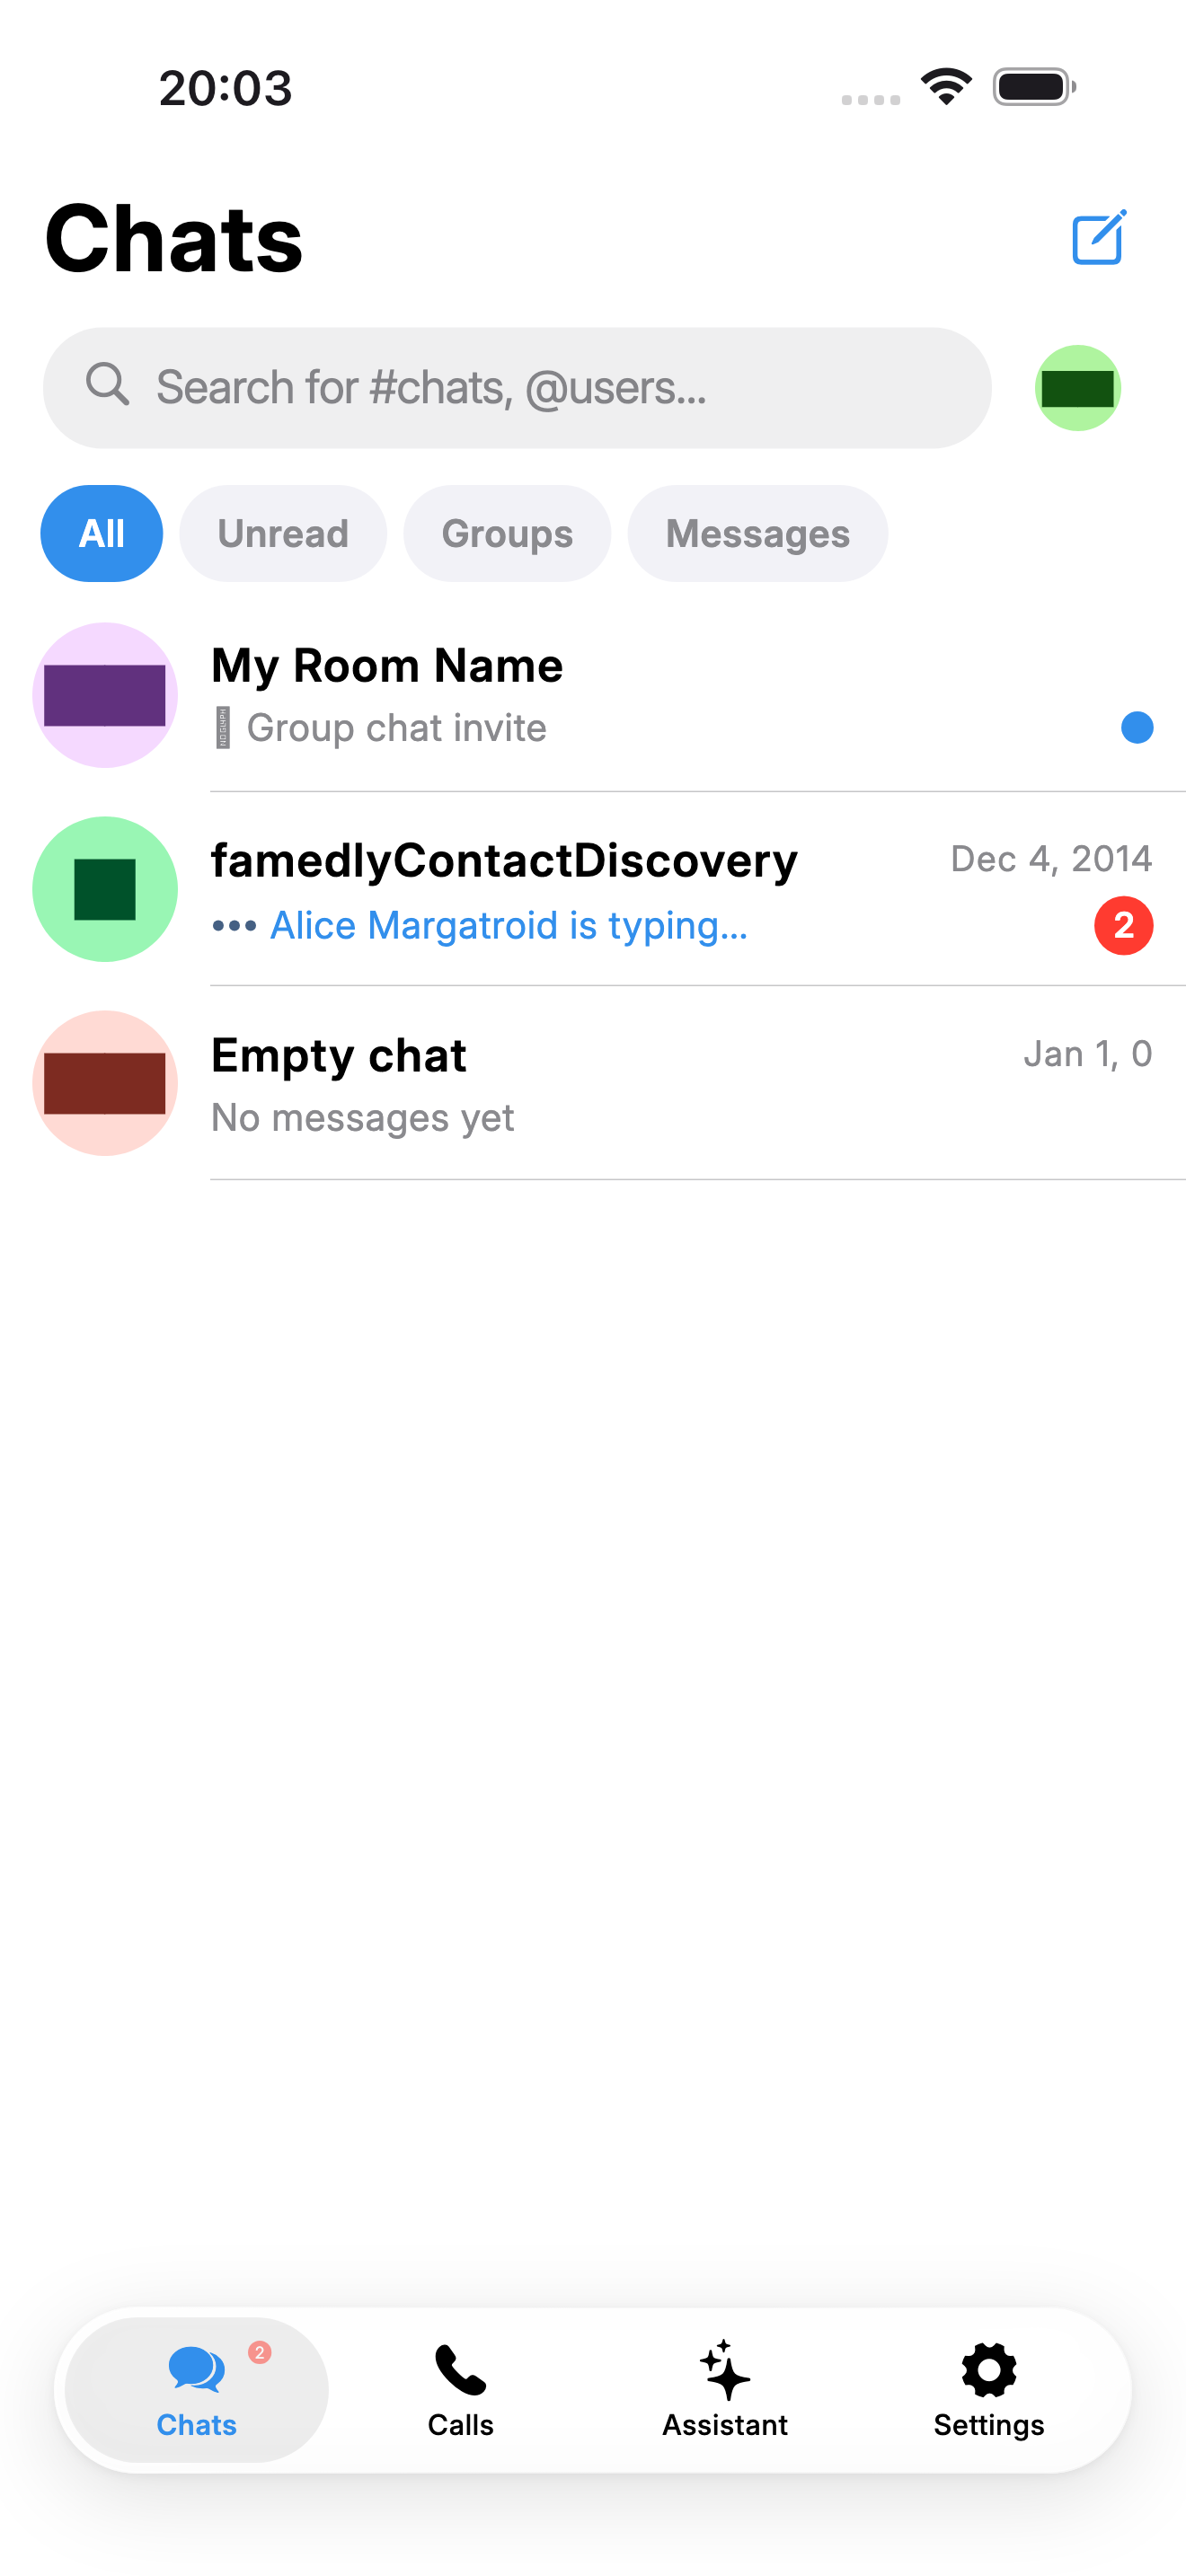 20:03
Chats
Search for #chats, @users...
All Unread Groups Messages
My Room Name
Group chat invite
famedlyContactDiscovery Dec 4, 2014
••• Alice Margatroid is typing... 2
Empty chat Jan 1, 0
No messages yet
2
Chats Calls Assistant Settings